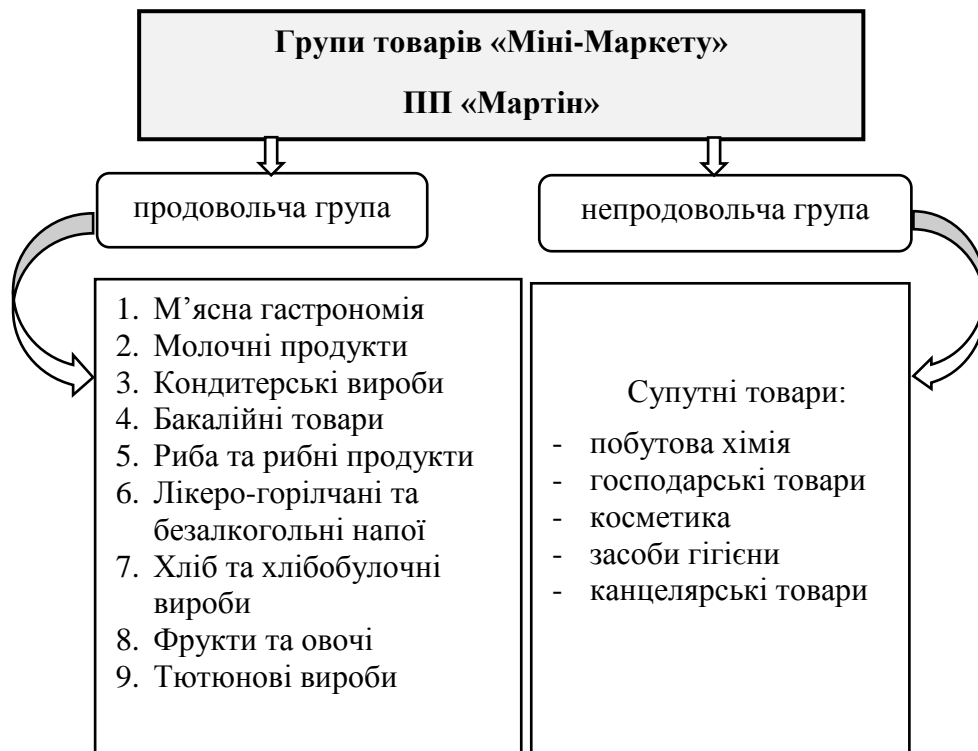 Групи товарів «Міні-Маркету»
ПП «Мартін»
продовольча група
непродовольча група
1. М’ясна гастрономія
2. Молочні продукти
3. Кондитерські вироби
4. Бакалійні товари
5. Риба та рибні продукти
6. Лікеро-горілчані та
безалкогольні напої
7. Хліб та хлібобулочні
вироби
8. Фрукти та овочі
9. Тютюнові вироби
Супутні товари:
- побутова хімія
- господарські товари
- косметика
- засоби гігієни
- канцелярські товари